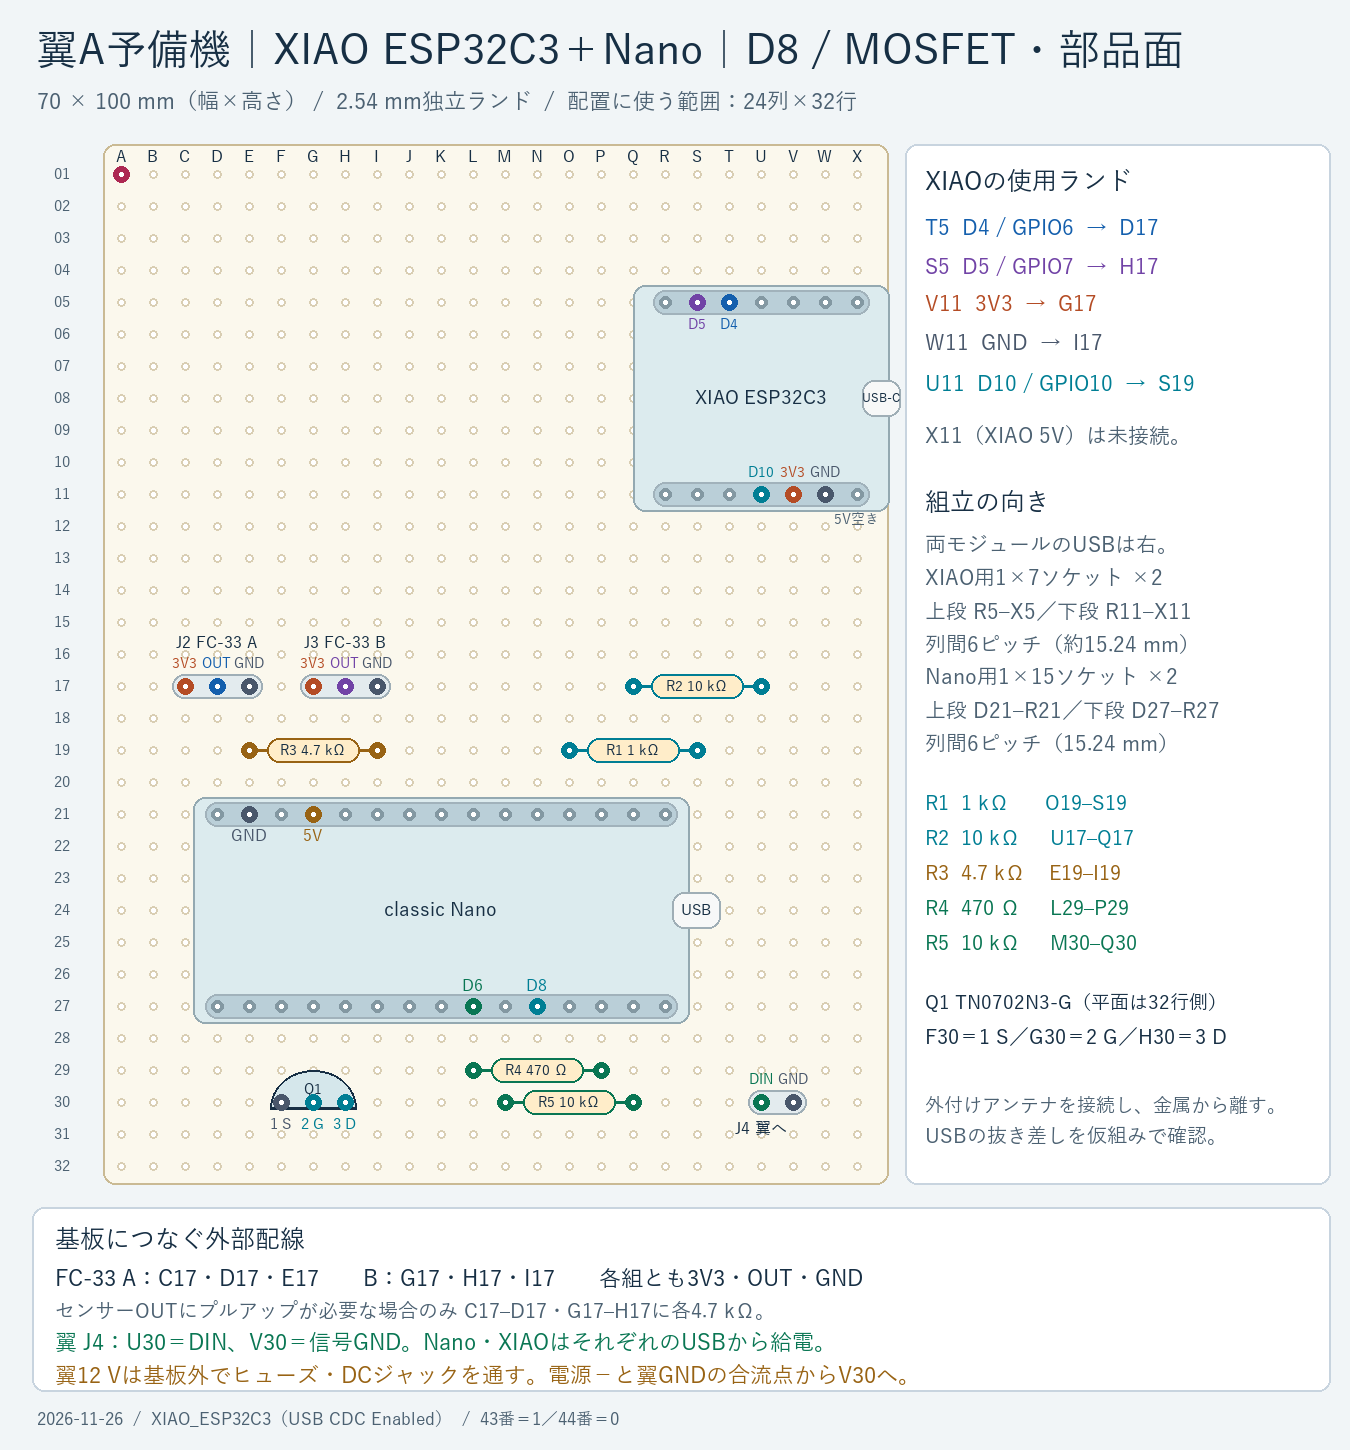 翼A予備機｜XIAO ESP32C3＋Nano｜D8 / MOSFET・部品面
70 × 100 mm（幅×高さ） / 2.54 mm独立ランド / 配置に使う範囲：24列×32行
A B C D E F G H I J K L M N O P Q R S T U V W X
01
02
03
04
05
D5 D4
06
07
XIAO ESP32C3
USB-C
08
09
10
D10 3V3 GND
11
5V空き
12
13
14
15
J2 FC-33 A J3 FC-33 B
16
3V3 OUT GND 3V3 OUT GND
17
R2 10 kΩ
18
19
R3 4.7 kΩ R1 1 kΩ
20
21
GND 5V
22
23
24
classic Nano USB
25
26
D6 D8
27
28
29
R4 470 Ω
Q1
DIN GND
30
R5 10 kΩ
1 S 2 G 3 D
J4 翼へ
31
32
XIAOの使用ランド
T5 D4 / GPIO6 → D17
S5 D5 / GPIO7 → H17
V11 3V3 → G17
W11 GND → I17
U11 D10 / GPIO10 → S19
X11（XIAO 5V）は未接続。
組立の向き
両モジュールのUSBは右。
XIAO用1×7ソケット ×2
上段 R5–X5／下段 R11–X11
列間6ピッチ（約15.24 mm）
Nano用1×15ソケット ×2
上段 D21–R21／下段 D27–R27
列間6ピッチ（15.24 mm）
R1 1 kΩ O19–S19
R2 10 kΩ U17–Q17
R3 4.7 kΩ E19–I19
R4 470 Ω L29–P29
R5 10 kΩ M30–Q30
Q1 TN0702N3-G（平面は32行側）
F30＝1 S／G30＝2 G／H30＝3 D
外付けアンテナを接続し、金属から離す。
USBの抜き差しを仮組みで確認。
基板につなぐ外部配線
FC-33 A：C17・D17・E17 B：G17・H17・I17 各組とも3V3・OUT・GND
センサーOUTにプルアップが必要な場合のみ C17–D17・G17–H17に各4.7 kΩ。
翼 J4：U30＝DIN、V30＝信号GND。Nano・XIAOはそれぞれのUSBから給電。
翼12 Vは基板外でヒューズ・DCジャックを通す。電源－と翼GNDの合流点からV30へ。
2026-11-26 / XIAO_ESP32C3（USB CDC Enabled） / 43番＝1／44番＝0